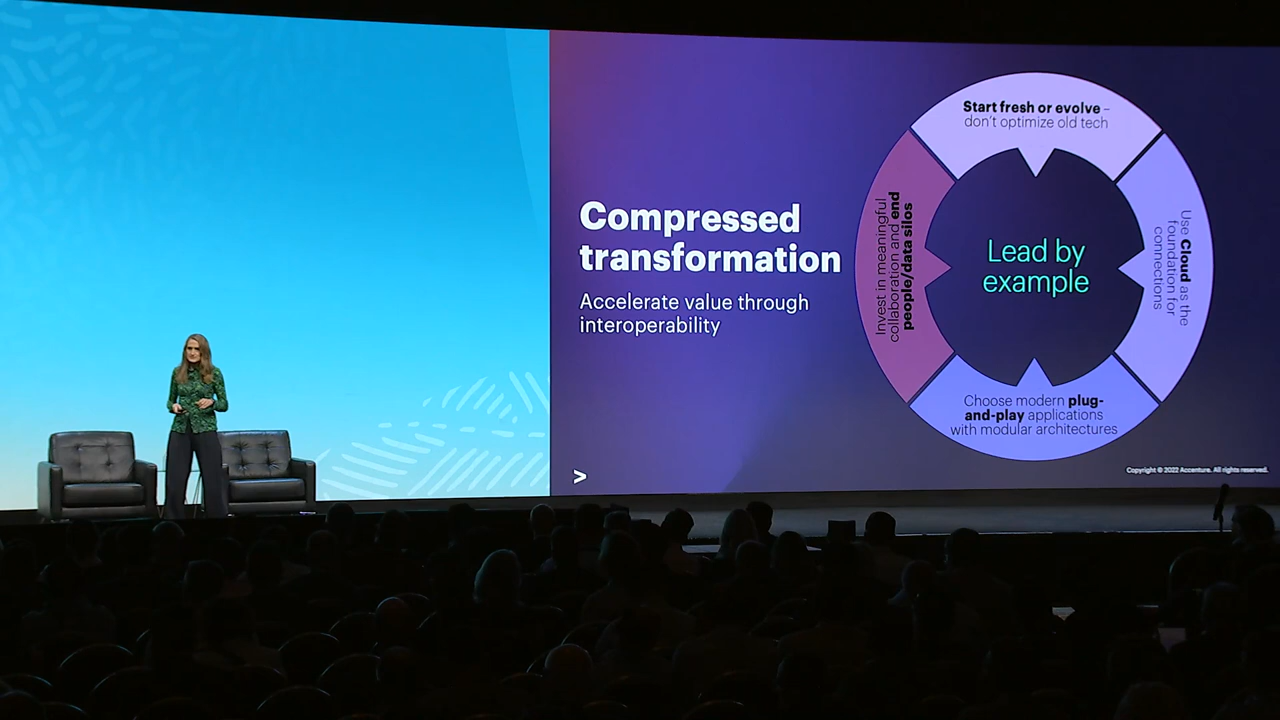 Compressed
transformation
Accelerate value through
interoperability
>
Start fresh or evolve –
don't optimize old tech
Use Cloud as the
foundation for
connections
Choose modern plug-
and-play applications
with modular architectures
Invest in meaningful
collaboration and end
people/data silos
Lead by
example
Copyright © 2022 Accenture. All rights reserved.